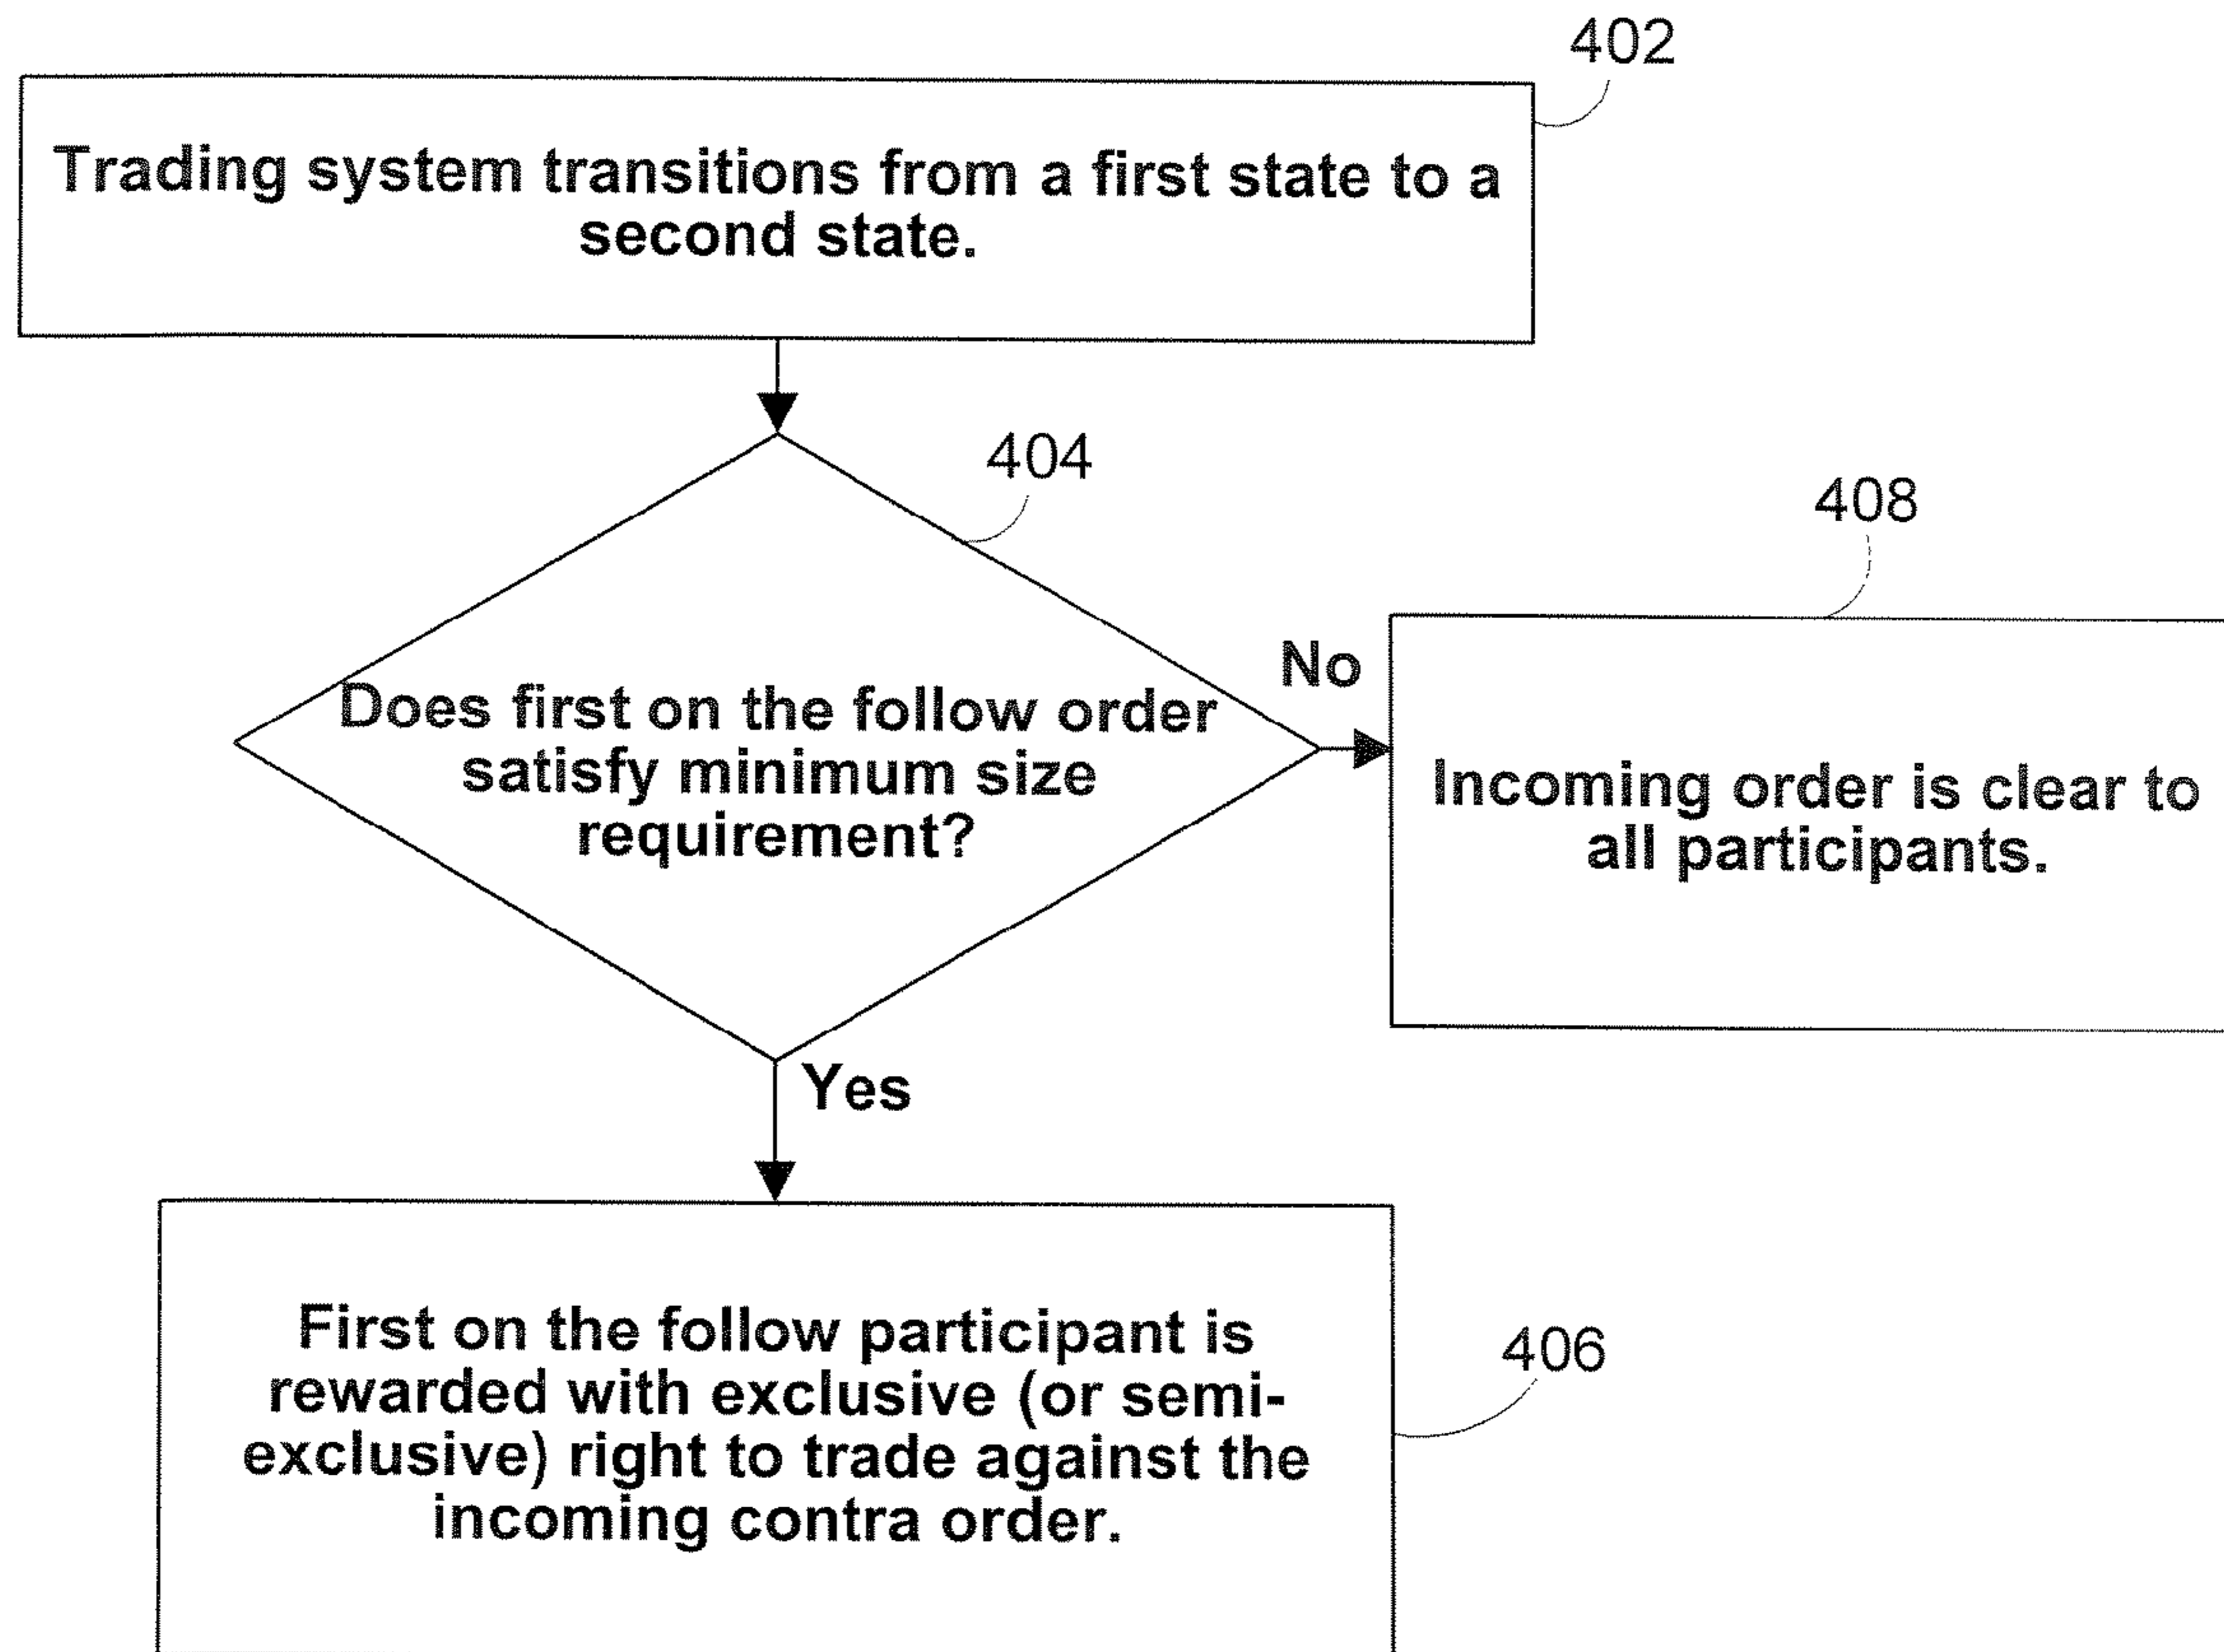 402
Trading system transitions from a first state to a
second state.
404
408
Does first on the follow order
satisfy minimum size
requirement?
No
Incoming order is clear to
all participants.
Yes
First on the follow participant is
rewarded with exclusive (or semi-
exclusive) right to trade against the
incoming contra order.
406